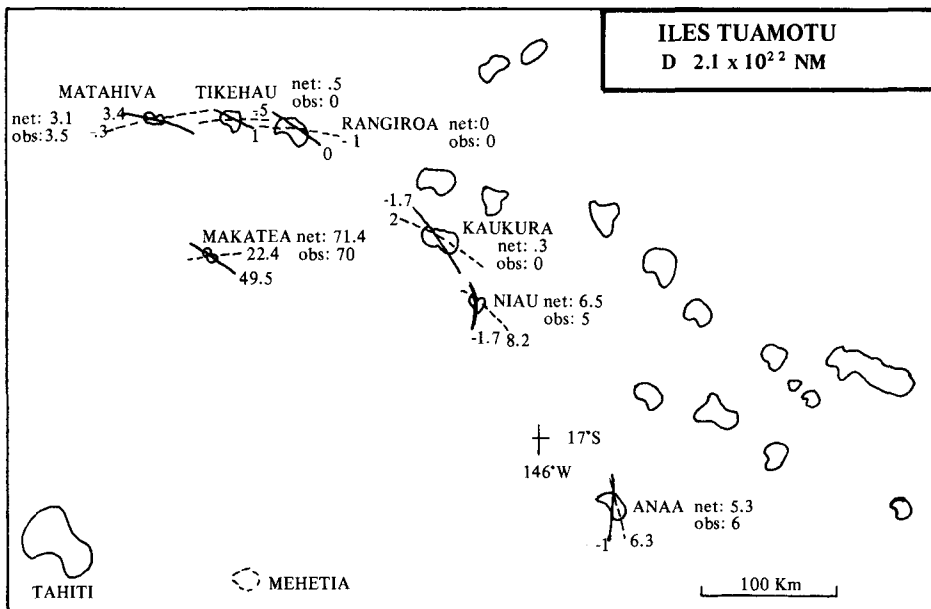 ILES TUAMOTU
D 2.1 x 10²² NM
MATAHIVA
net: 3.1
obs: 3.5
3.4
-.3
TIKEHAU
net: .5
obs: 0
-.5
1
RANGIROA
net:0
obs: 0
-1
0
MAKATEA
net: 71.4
obs: 70
22.4
49.5
-1.7
2
KAUKURA
net: .3
obs: 0
NIAU
net: 6.5
obs: 5
-1.7
8.2
17°S
146°W
ANAA
net: 5.3
obs: 6
-1
6.3
TAHITI
MEHETIA
100 Km